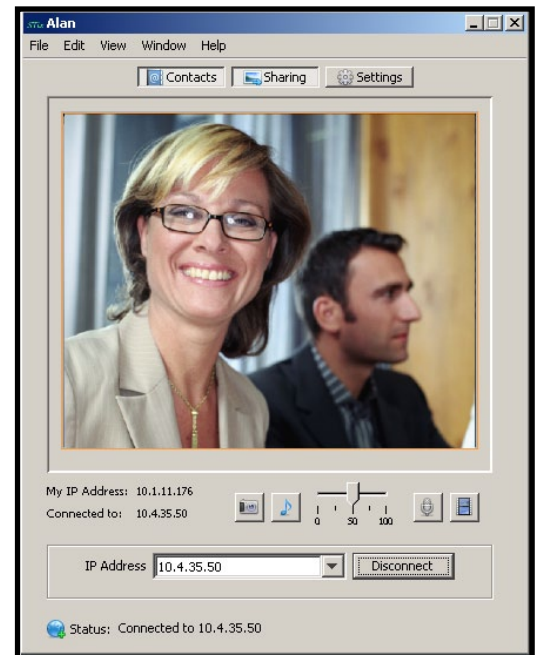 Alan
File Edit View Window Help
Contacts Sharing Settings
My IP Address: 10.1.11.176
Connected to: 10.4.35.50
0 50 100
IP Address 10.4.35.50 Disconnect
Status: Connected to 10.4.35.50